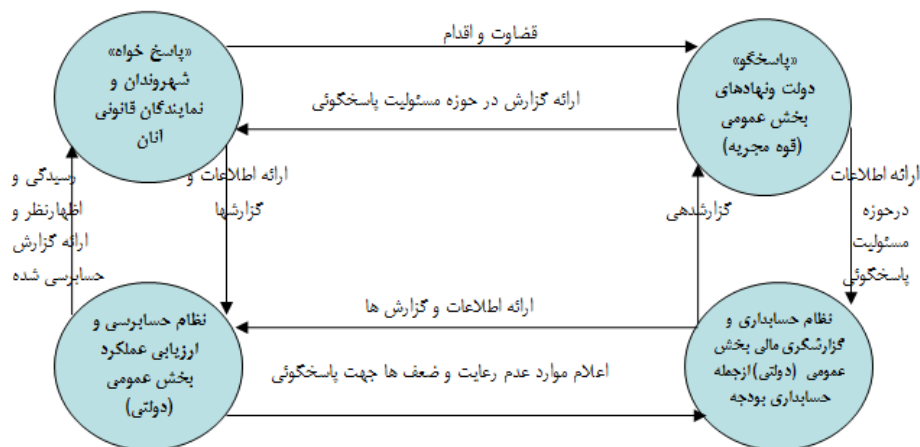 «پاسخ خواه»
شهروندان و
نمایندگان قانونی
آنان
قضاوت و اقدام
ارائه گزارش در حوزه مسئولیت پاسخگوئی
«پاسخگو»
دولت ونهادهای
بخش عمومی
(قوه مجریه)
رسیدگی و
اظهارنظر و
ارائه گزارش
حسابرسی شده
ارائه اطلاعات و
گزارشها
گزارشدهی
ارائه اطلاعات
درحوزه
مسئولیت
پاسخگوئی
نظام حسابرسی و
ارزیابی عملکرد
بخش عمومی
(دولتی)
ارائه اطلاعات و گزارش ها
اعلام موارد عدم رعایت و ضعف ها جهت پاسخگوئی
نظام حسابداری و
گزارشگری مالی بخش
عمومی (دولتی) ازجمله
حسابداری بودجه